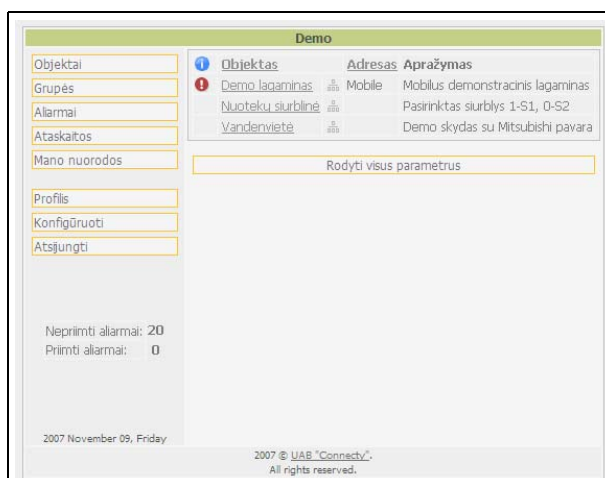 Demo
Objektai
Grupės
Aliarmai
Ataskaitos
Mano nuorodos
Profilis
Konfigūruoti
Atsijungti
Nepriimti aliarmai: 20
Priimti aliarmai: 0
2007 November 09, Friday
Objektas Adresas Apražymas
Demo lagaminas Mobile Mobilus demonstracinis lagaminas
Nuotekų siurblinė Pasirinktas siurblys 1-S1, 0-S2
Vandenvietė Demo skydas su Mitsubishi pavara
Rodyti visus parametrus
2007 © UAB "Connecty".
All rights reserved.